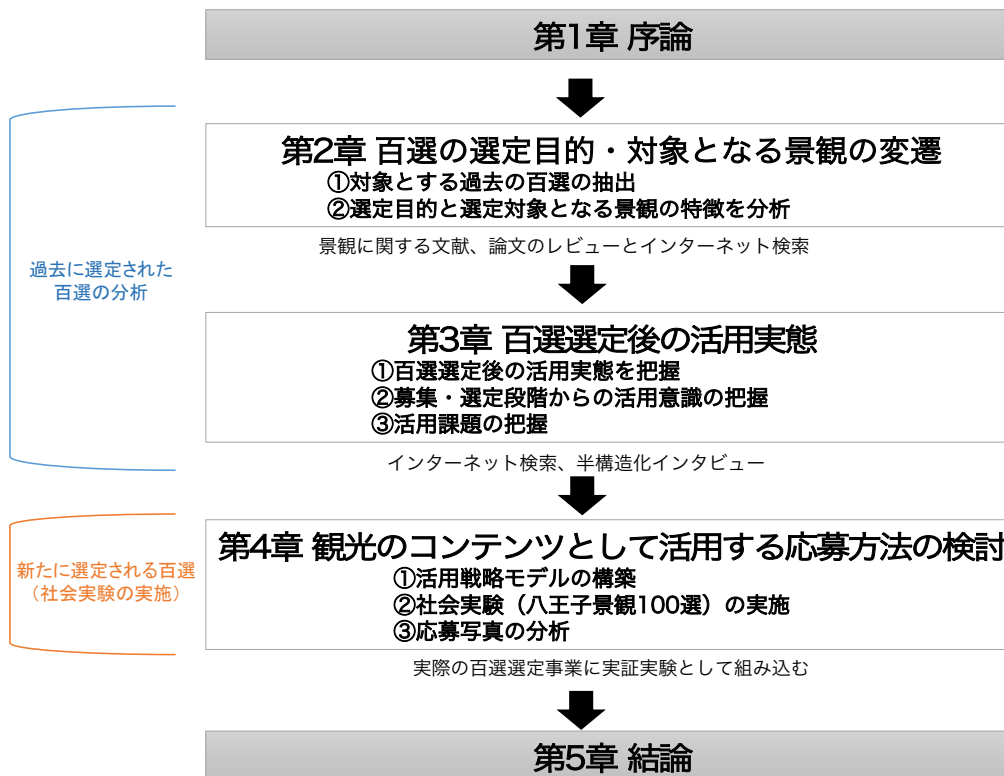 第1章 序論
第2章 百選の選定目的・対象となる景観の変遷
①対象とする過去の百選の抽出
②選定目的と選定対象となる景観の特徴を分析
景観に関する文献、論文のレビューとインターネット検索
過去に選定された
百選の分析
第3章 百選選定後の活用実態
①百選選定後の活用実態を把握
②募集・選定段階からの活用意識の把握
③活用課題の把握
インターネット検索、半構造化インタビュー
第4章 観光のコンテンツとして活用する応募方法の検討
①活用戦略モデルの構築
②社会実験（八王子景観100選）の実施
③応募写真の分析
新たに選定される百選
（社会実験の実施）
実際の百選選定事業に実証実験として組み込む
第5章 結論